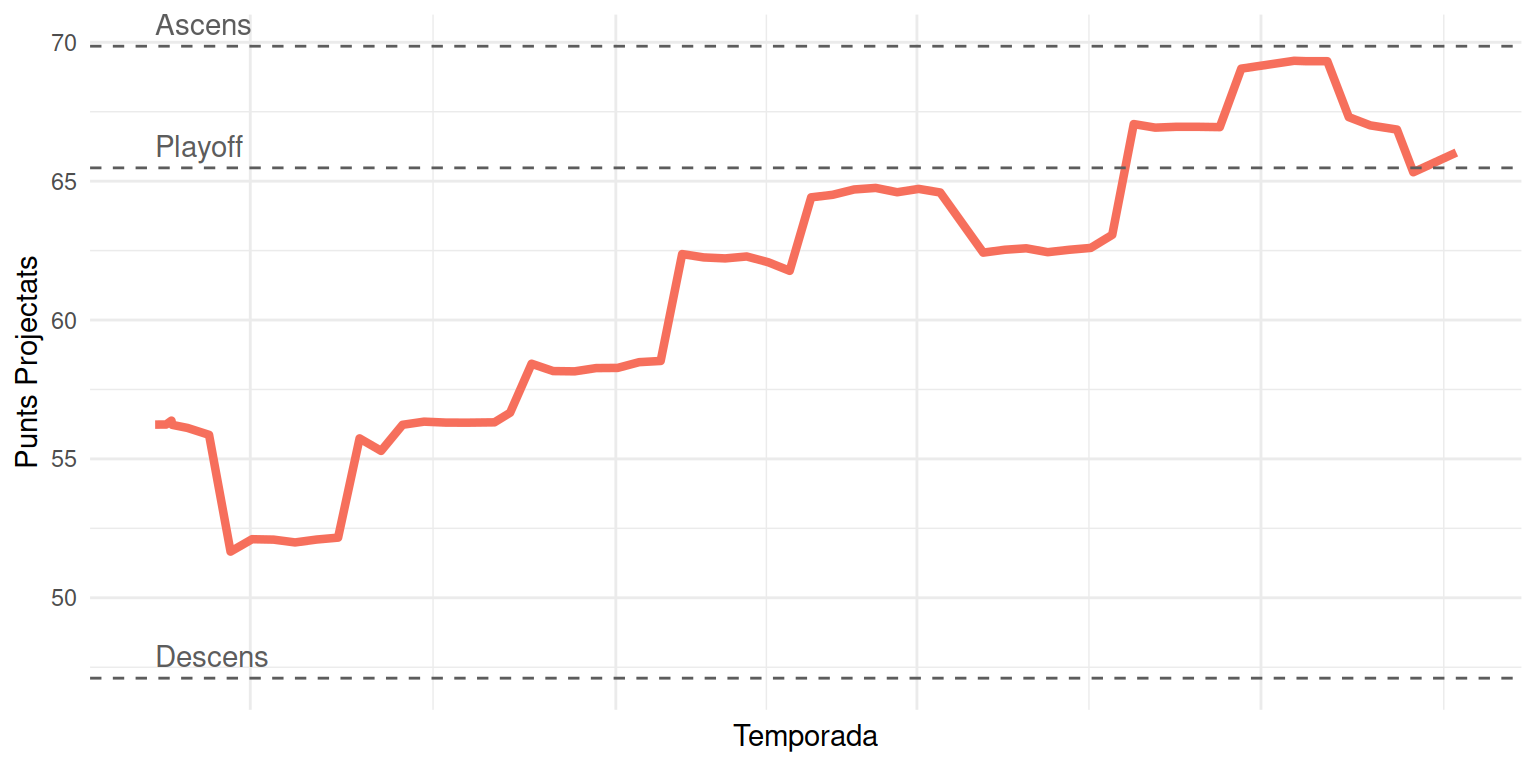 Ascens
70
Playoff
65
60
Punts Projectats
55
50
Descens
Temporada